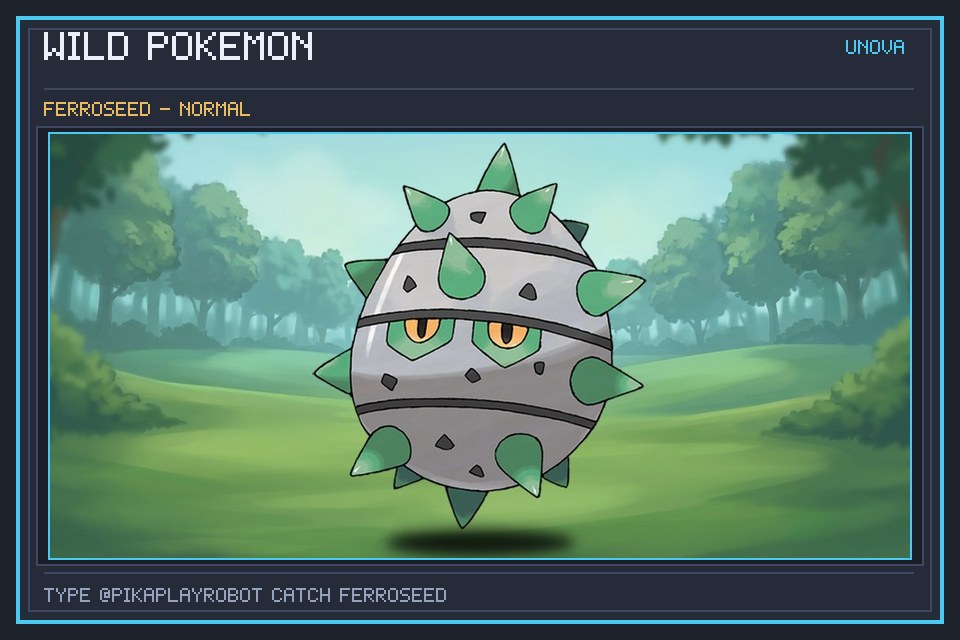 WILD POKEMON
UNOVA
FERROSEED - NORMAL
TYPE @PIKAPLAYROBOT CATCH FERROSEED